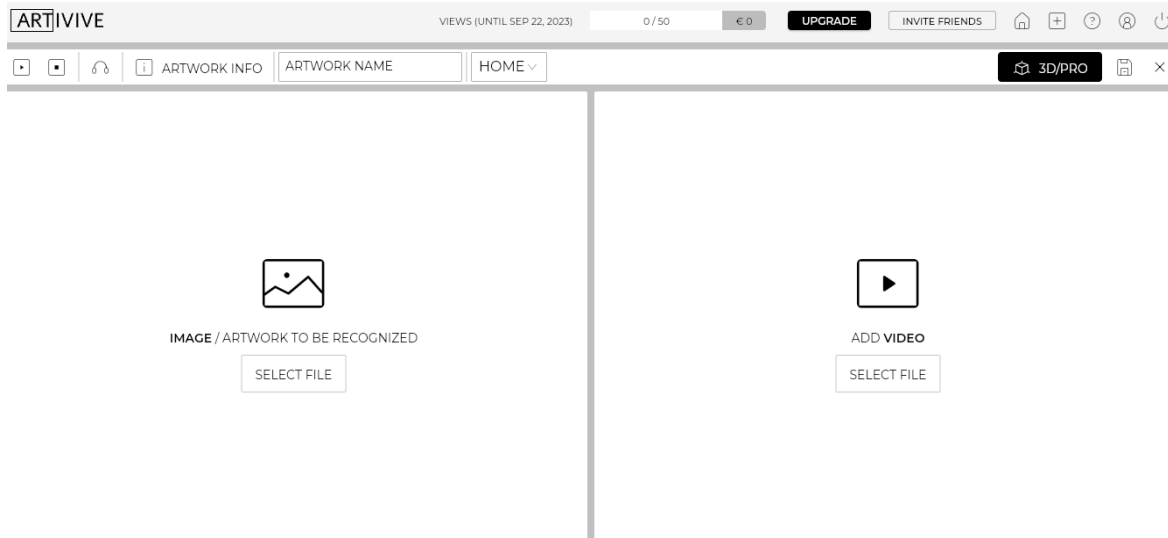 ARTIVIVE VIEWS (UNTIL SEP 22, 2023) 0 / 50 € 0 UPGRADE INVITE FRIENDS
ARTWORK INFO ARTWORK NAME HOME 3D/PRO
IMAGE / ARTWORK TO BE RECOGNIZED
SELECT FILE
ADD VIDEO
SELECT FILE